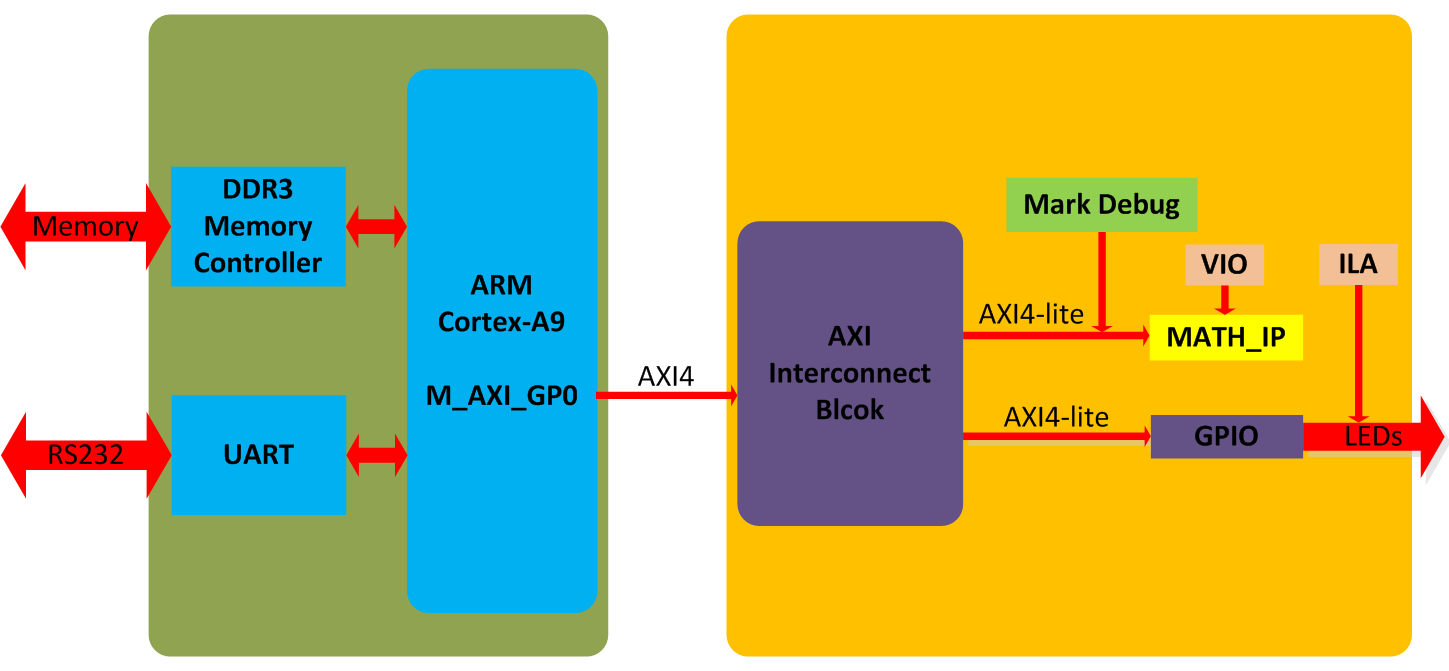 Memory
DDR3
Memory
Controller
RS232
UART
ARM
Cortex-A9
M_AXI_GP0
AXI4
AXI
Interconnect
Blcok
Mark Debug
VIO
ILA
AXI4-lite
MATH_IP
AXI4-lite
GPIO
LEDs